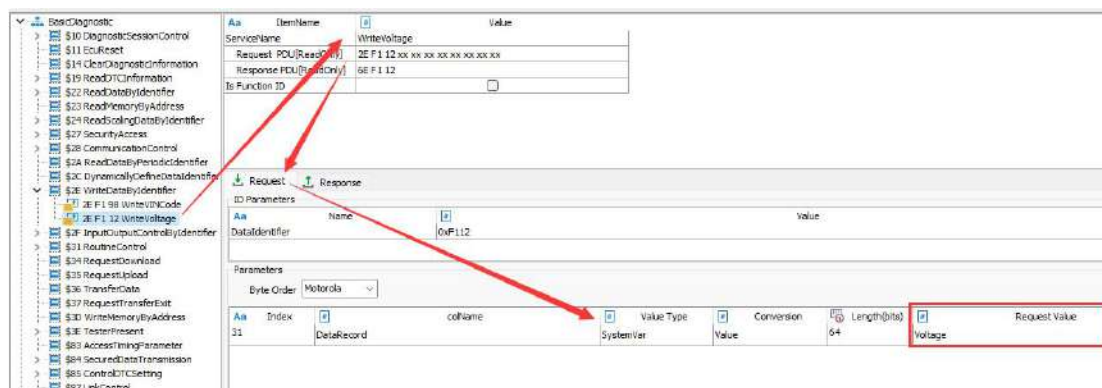 BasicDiagnostic
$10 DiagnosticSessionControl
$11 EcuReset
$14 ClearDiagnosticInformation
$19 ReadDTCInformation
$22 ReadDataByIdentifier
$23 ReadMemoryByAddress
$24 ReadScalingDataByIdentifier
$27 SecurityAccess
$28 CommunicationControl
$2A ReadDataByPeriodicIdentifier
$2C DynamicallyDefineDataIdentifier
$2E WriteDataByIdentifier
2E F1 98 WriteVINCode
2E F1 12 WriteVoltage
$2F InputOutputControlByIdentifier
$31 RoutineControl
$34 RequestDownload
$35 RequestUpload
$36 TransferData
$37 RequestTransferExit
$3D WriteMemoryByAddress
$3E TesterPresent
$83 AccessTimingParameter
$84 SecuredDataTransmission
$85 ControlDTCSetting
$87 LinkControl
Aa ItemName # Value
ServiceName WriteVoltage
Request PDU[ReadOnly] 2E F1 12 xx xx xx xx xx xx xx xx
Response PDU[ReadOnly] 6E F1 12
Is Function ID
Request Response
ID Parameters
Aa Name # Value
DataIdentifier 0xF112
Parameters
Byte Order Motorola
Aa Index # colName # Value Type # Conversion Length(bits) # Request Value
31 DataRecord SystemVar Value 64 Voltage